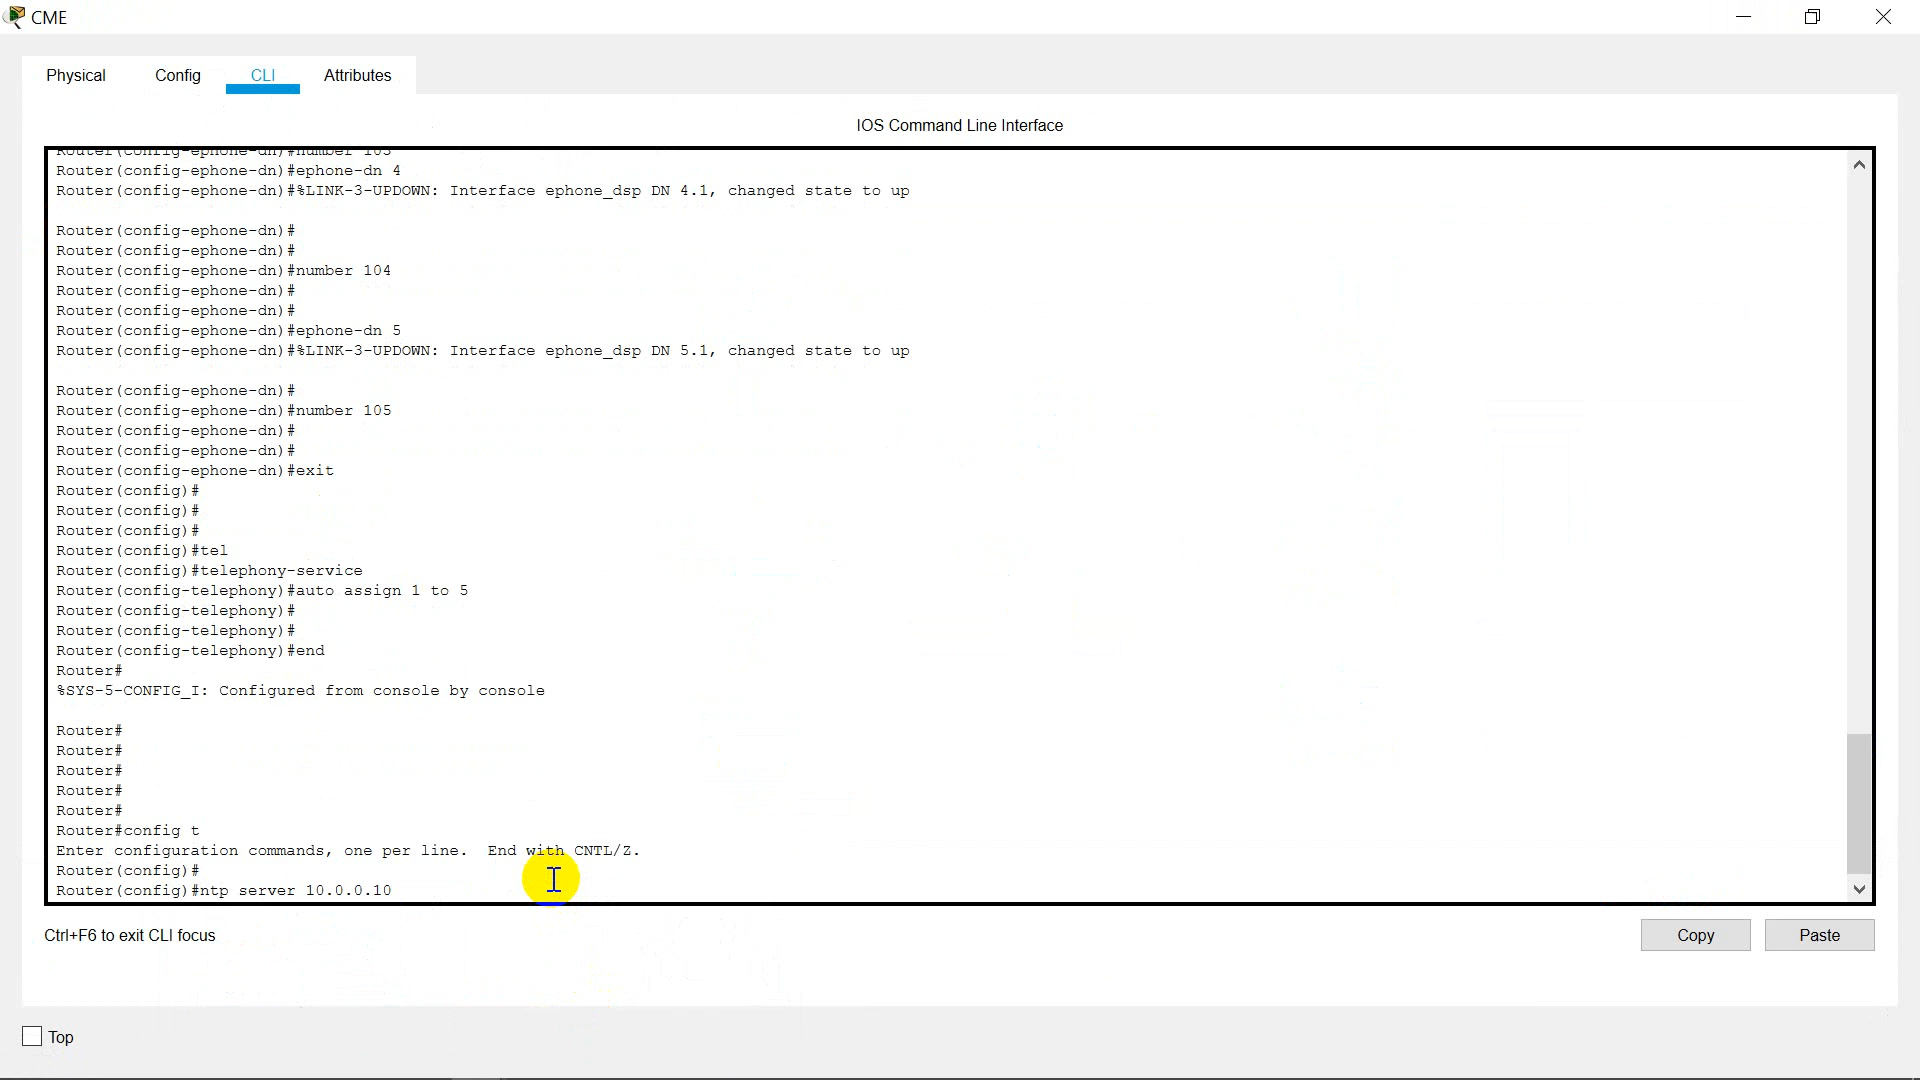 CME
Physical Config CLI Attributes
IOS Command Line Interface
Router(config-ephone-dn)#number 103
Router(config-ephone-dn)#ephone-dn 4
Router(config-ephone-dn)#%LINK-3-UPDOWN: Interface ephone_dsp DN 4.1, changed state to up
Router(config-ephone-dn)#
Router(config-ephone-dn)#
Router(config-ephone-dn)#number 104
Router(config-ephone-dn)#
Router(config-ephone-dn)#
Router(config-ephone-dn)#ephone-dn 5
Router(config-ephone-dn)#%LINK-3-UPDOWN: Interface ephone_dsp DN 5.1, changed state to up
Router(config-ephone-dn)#
Router(config-ephone-dn)#number 105
Router(config-ephone-dn)#
Router(config-ephone-dn)#
Router(config-ephone-dn)#exit
Router(config)#
Router(config)#
Router(config)#
Router(config)#tel
Router(config)#telephony-service
Router(config-telephony)#auto assign 1 to 5
Router(config-telephony)#
Router(config-telephony)#
Router(config-telephony)#end
Router#
%SYS-5-CONFIG_I: Configured from console by console
Router#
Router#
Router#
Router#
Router#
Router#config t
Enter configuration commands, one per line.  End with CNTL/Z.
Router(config)#
Router(config)#ntp server 10.0.0.10
Ctrl+F6 to exit CLI focus
Copy
Paste
Top